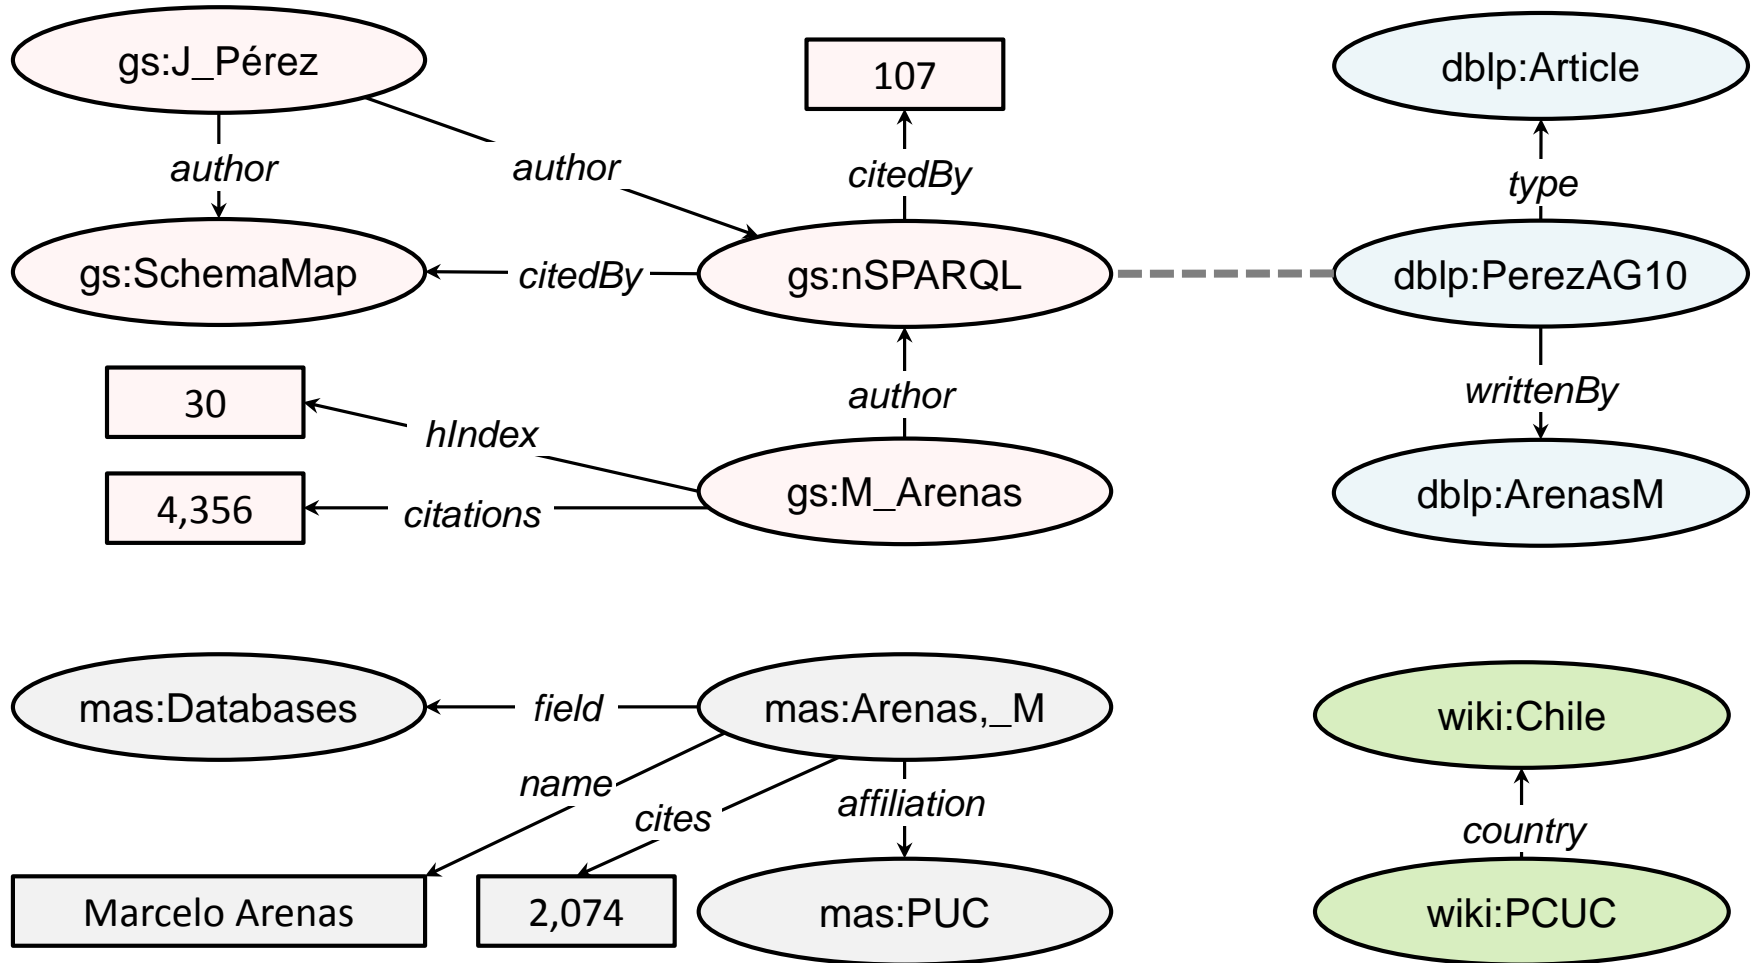 gs:J_Pérez
107
dblp:Article
author
author
citedBy
type
gs:SchemaMap
citedBy
gs:nSPARQL
dblp:PerezAG10
30
hIndex
author
writtenBy
4,356
citations
gs:M_Arenas
dblp:ArenasM
mas:Databases
field
mas:Arenas,_M
wiki:Chile
name
cites
affiliation
country
Marcelo Arenas
2,074
mas:PUC
wiki:PCUC